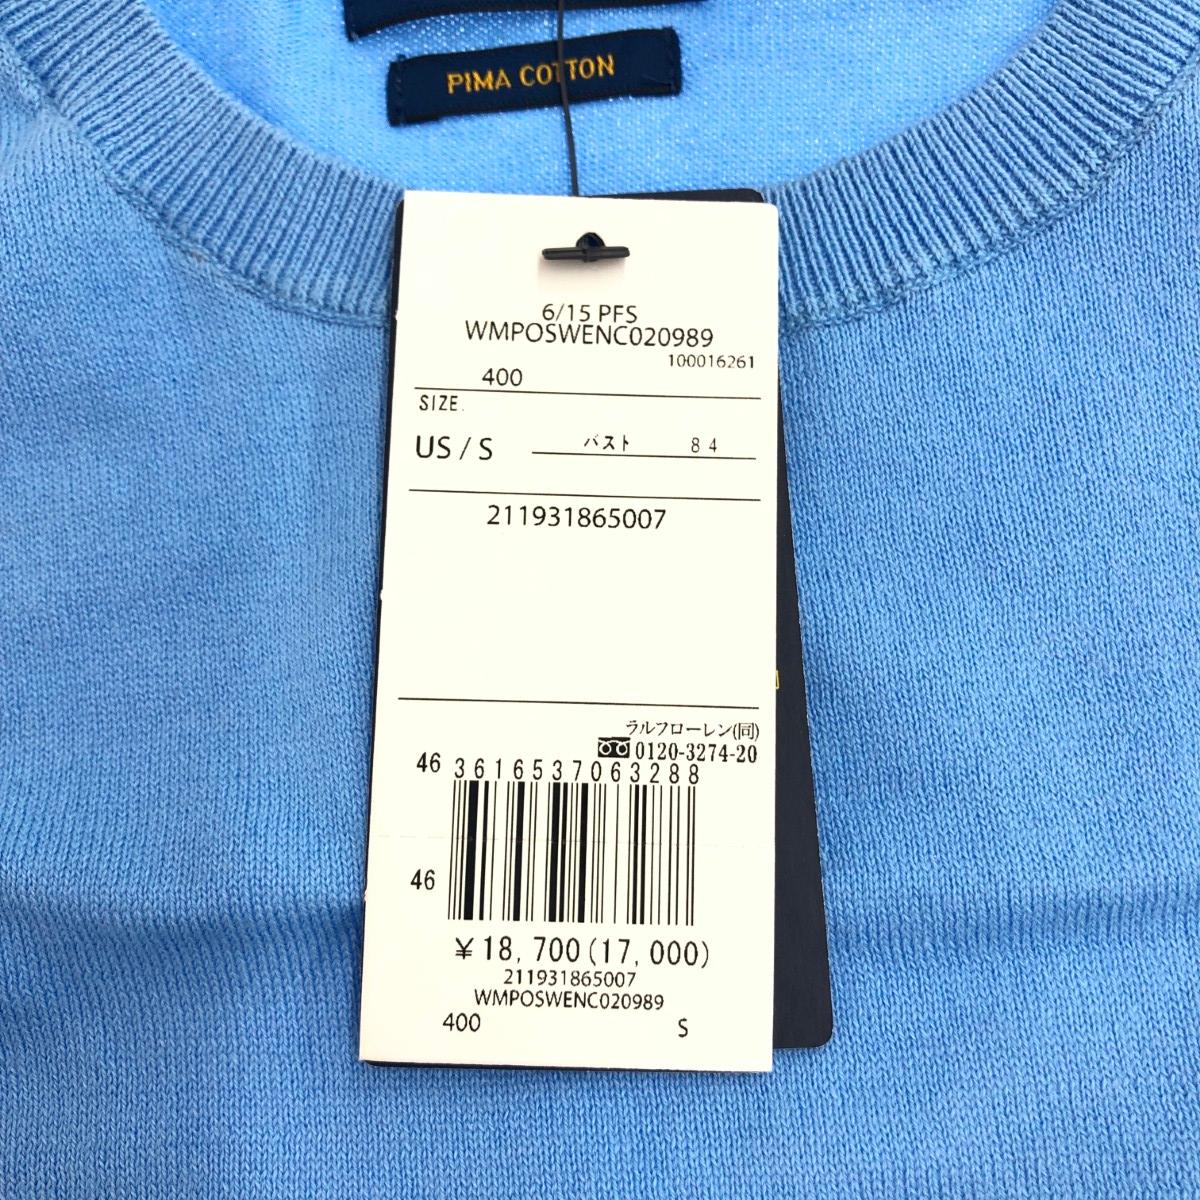 PIMA COTTON
6/15 PFS
WMPOSWENC020989
100016261
400
SIZE.
US / S バスト 84
211931865007
ラルフローレン(同)
0120-3274-20
46 3616537063288
46
¥18,700(17,000)
211931865007
WMPOSWENC020989
400 S